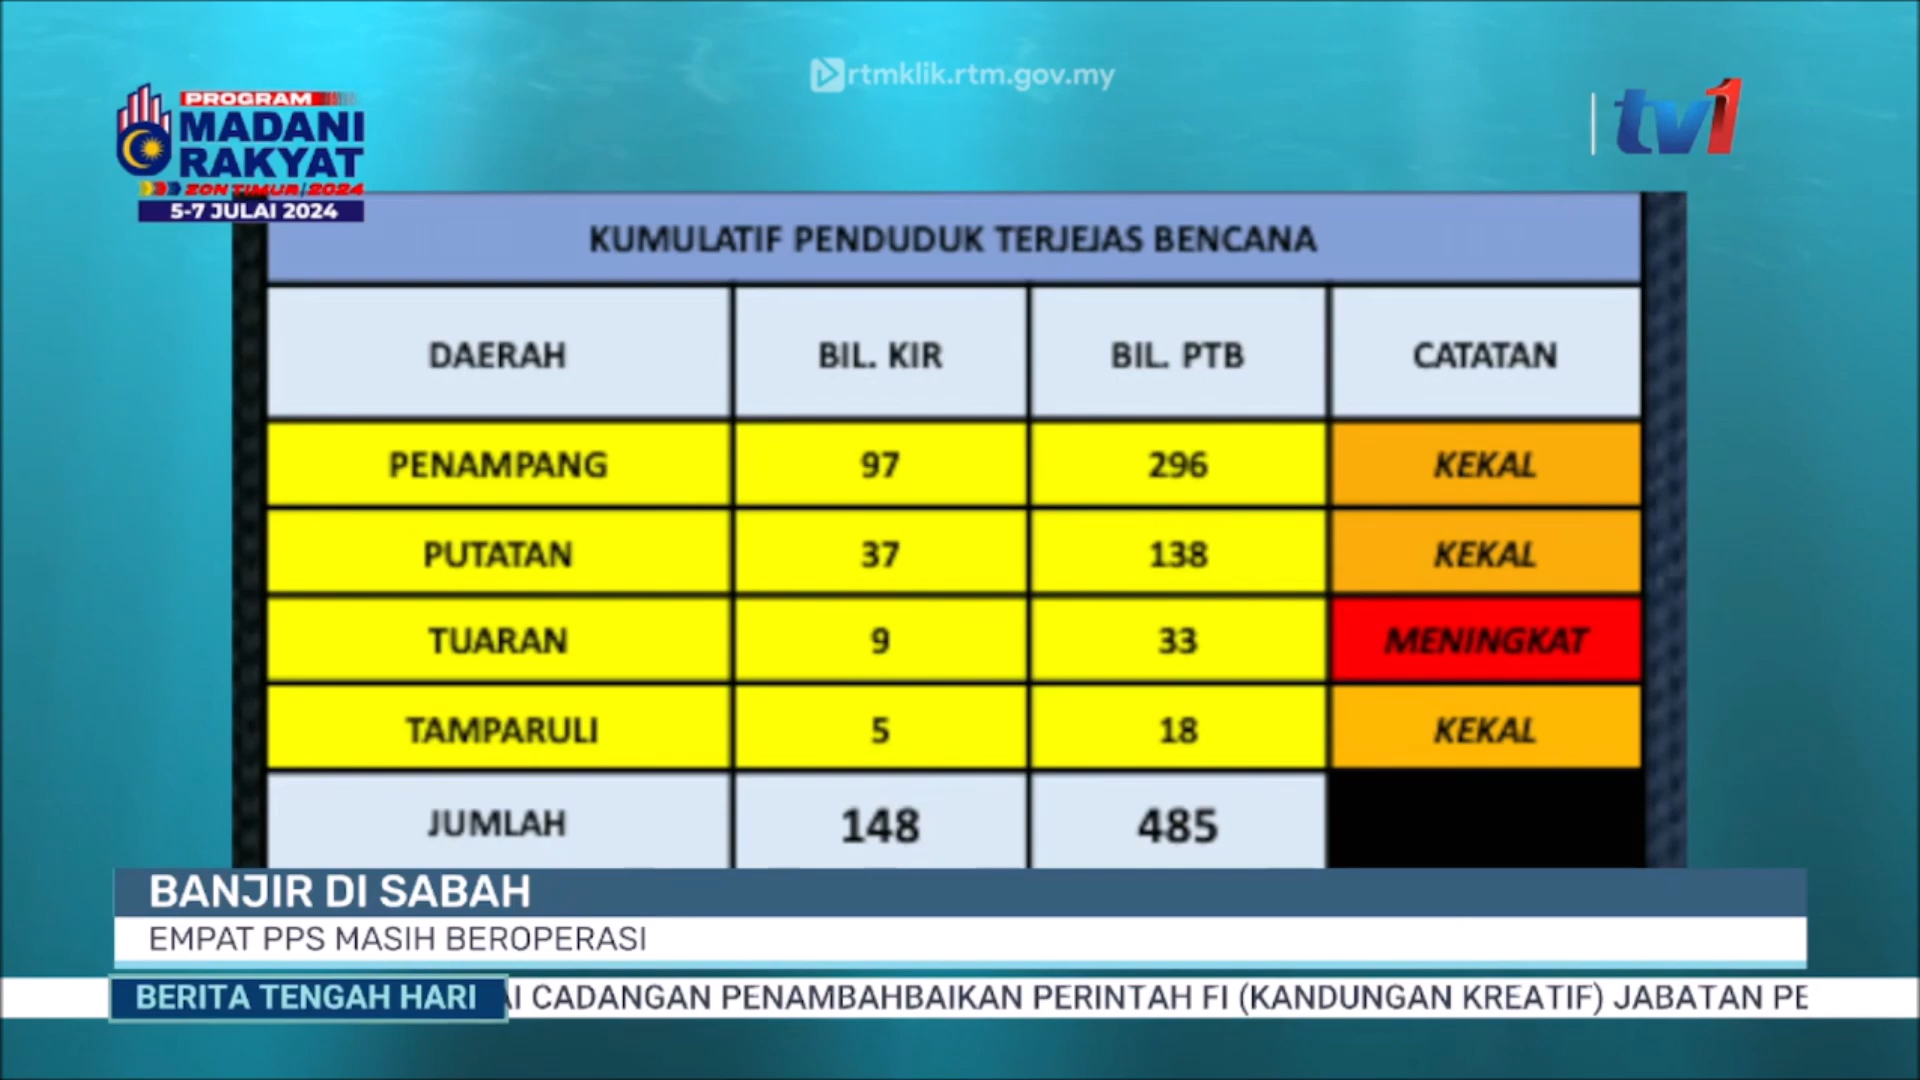 rtmklik.rtm.gov.my
PROGRAM
MADANI
RAKYAT
ZON TIMUR/2024
5-7 JULAI 2024
tv1
KUMULATIF PENDUDUK TERJEJAS BENCANA
DAERAH BIL. KIR BIL. PTB CATATAN
PENAMPANG 97 296 KEKAL
PUTATAN 37 138 KEKAL
TUARAN 9 33 MENINGKAT
TAMPARULI 5 18 KEKAL
JUMLAH 148 485
BANJIR DI SABAH
EMPAT PPS MASIH BEROPERASI
BERITA TENGAH HARI
CADANGAN PENAMBAHBAIKAN PERINTAH FI (KANDUNGAN KREATIF) JABATAN PE